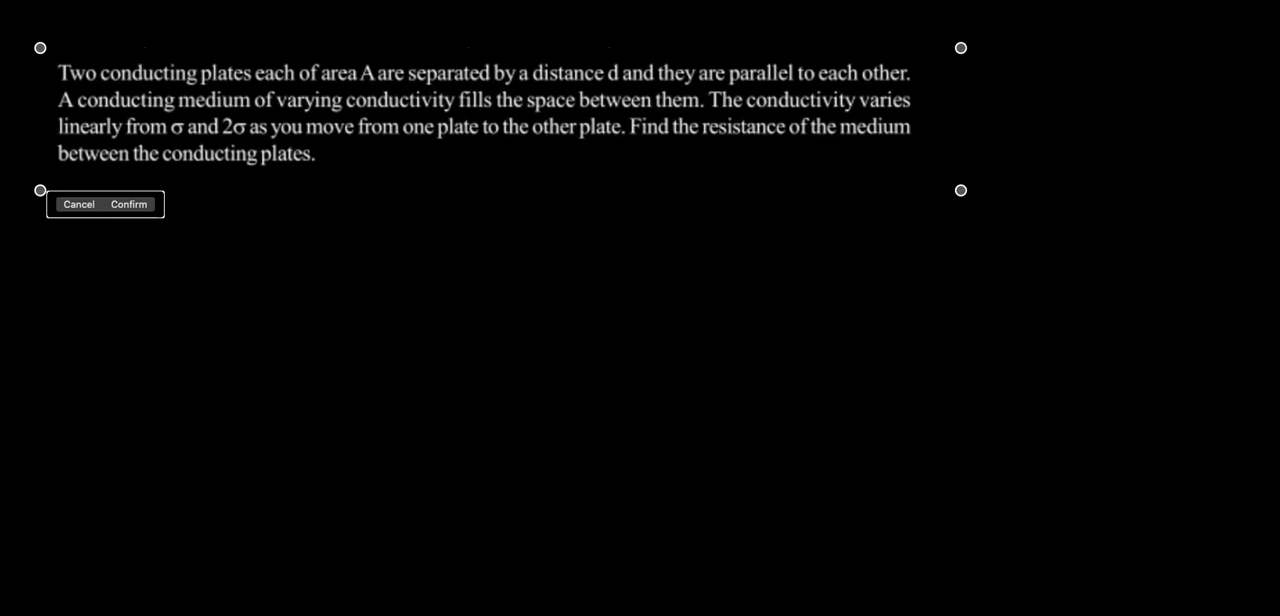 Two conducting plates each of area A are separated by a distance d and they are parallel to each other.
A conducting medium of varying conductivity fills the space between them. The conductivity varies
linearly from σ and 2σ as you move from one plate to the other plate. Find the resistance of the medium
between the conducting plates.
Cancel Confirm